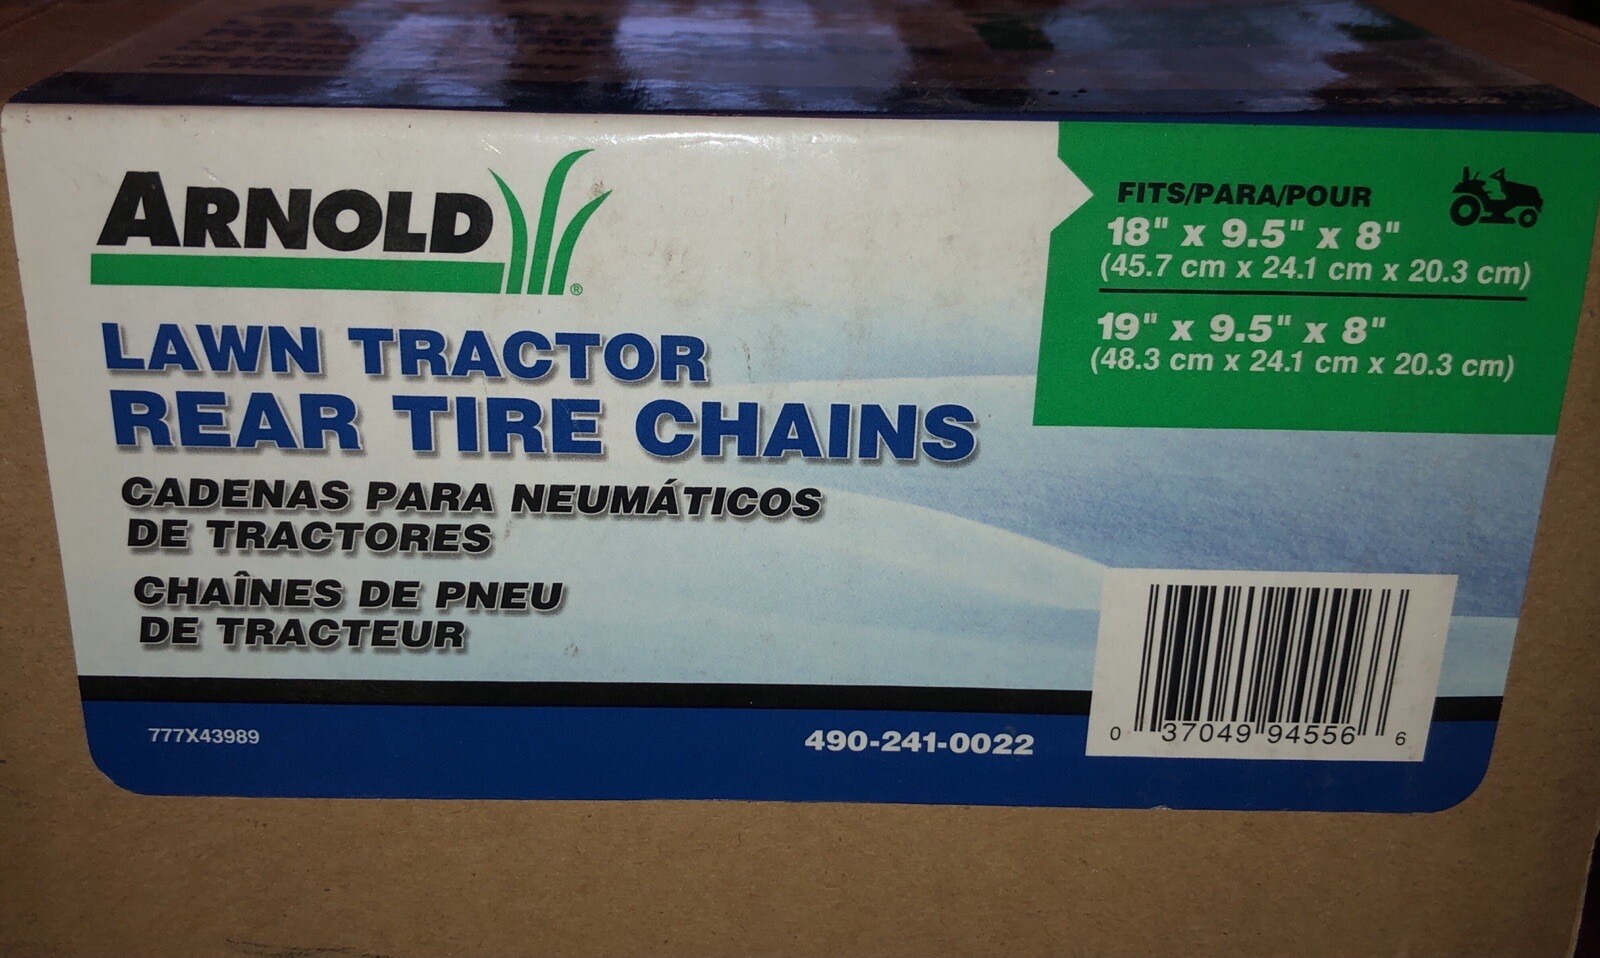 ARNOLD
®
LAWN TRACTOR
REAR TIRE CHAINS
CADENAS PARA NEUMÁTICOS
DE TRACTORES
CHAÎNES DE PNEU
DE TRACTEUR
FITS/PARA/POUR
18" x 9.5" x 8"
(45.7 cm x 24.1 cm x 20.3 cm)
19" x 9.5" x 8"
(48.3 cm x 24.1 cm x 20.3 cm)
777X43989
490-241-0022
0 37049 94556 6